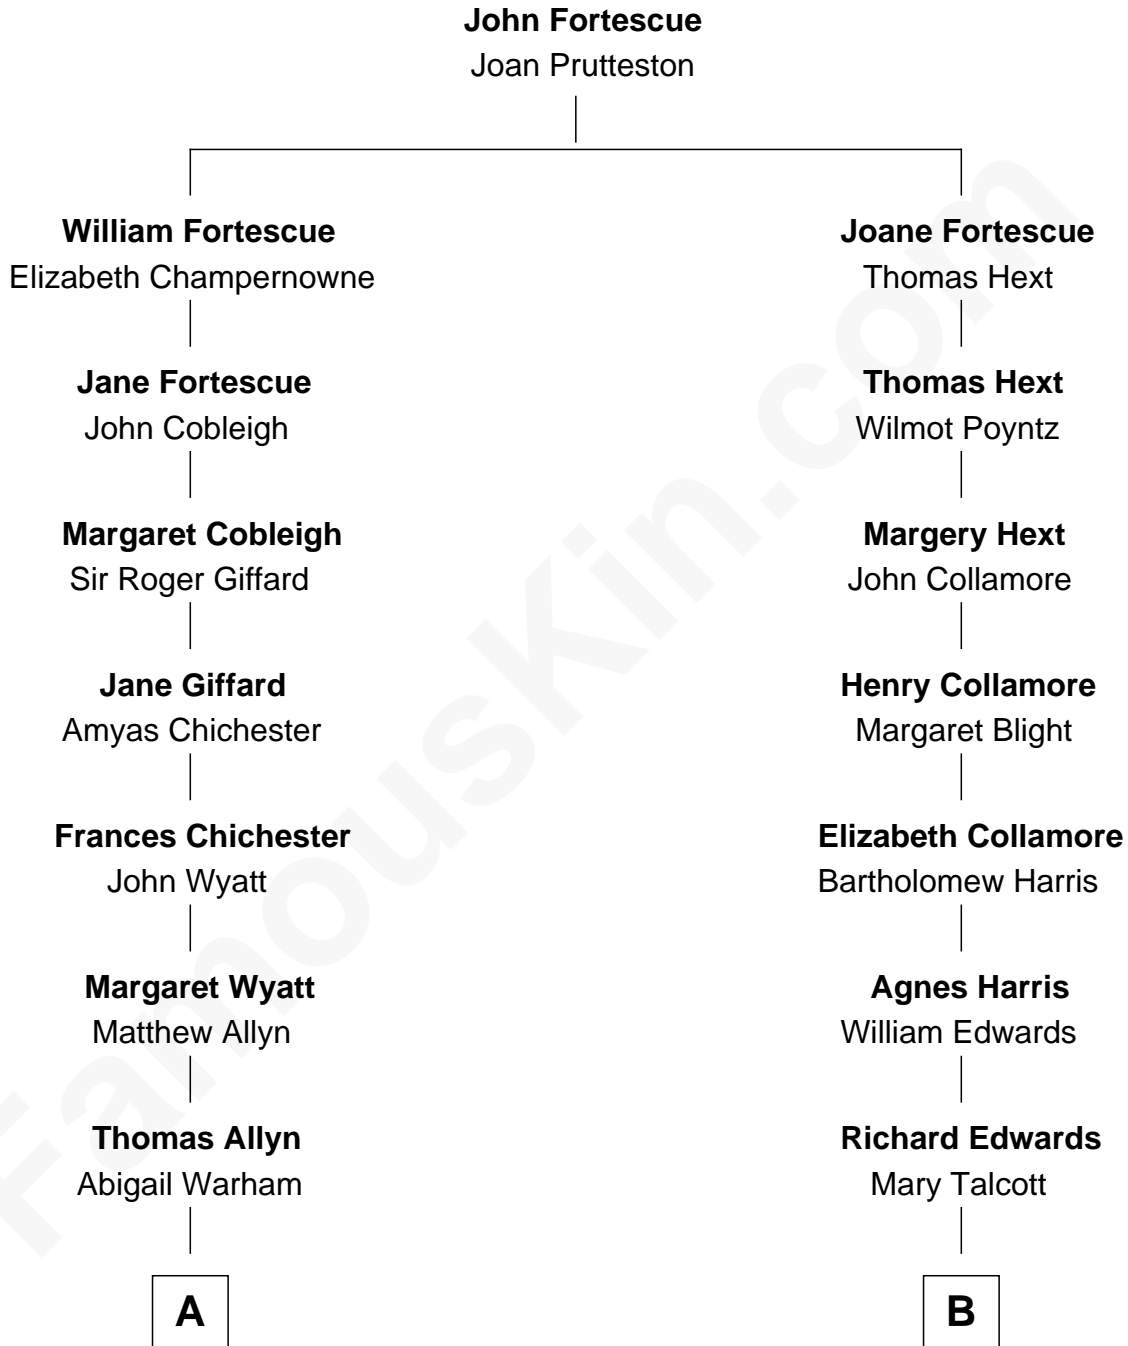 John Fortescue
Joan Prutteston
William Fortescue
Elizabeth Champernowne
Jane Fortescue
John Cobleigh
Margaret Cobleigh
Sir Roger Giffard
Jane Giffard
Amyas Chichester
Frances Chichester
John Wyatt
Margaret Wyatt
Matthew Allyn
Thomas Allyn
Abigail Warham
A
Joane Fortescue
Thomas Hext
Thomas Hext
Wilmot Poyntz
Margery Hext
John Collamore
Henry Collamore
Margaret Blight
Elizabeth Collamore
Bartholomew Harris
Agnes Harris
William Edwards
Richard Edwards
Mary Talcott
B
FamousKin.com